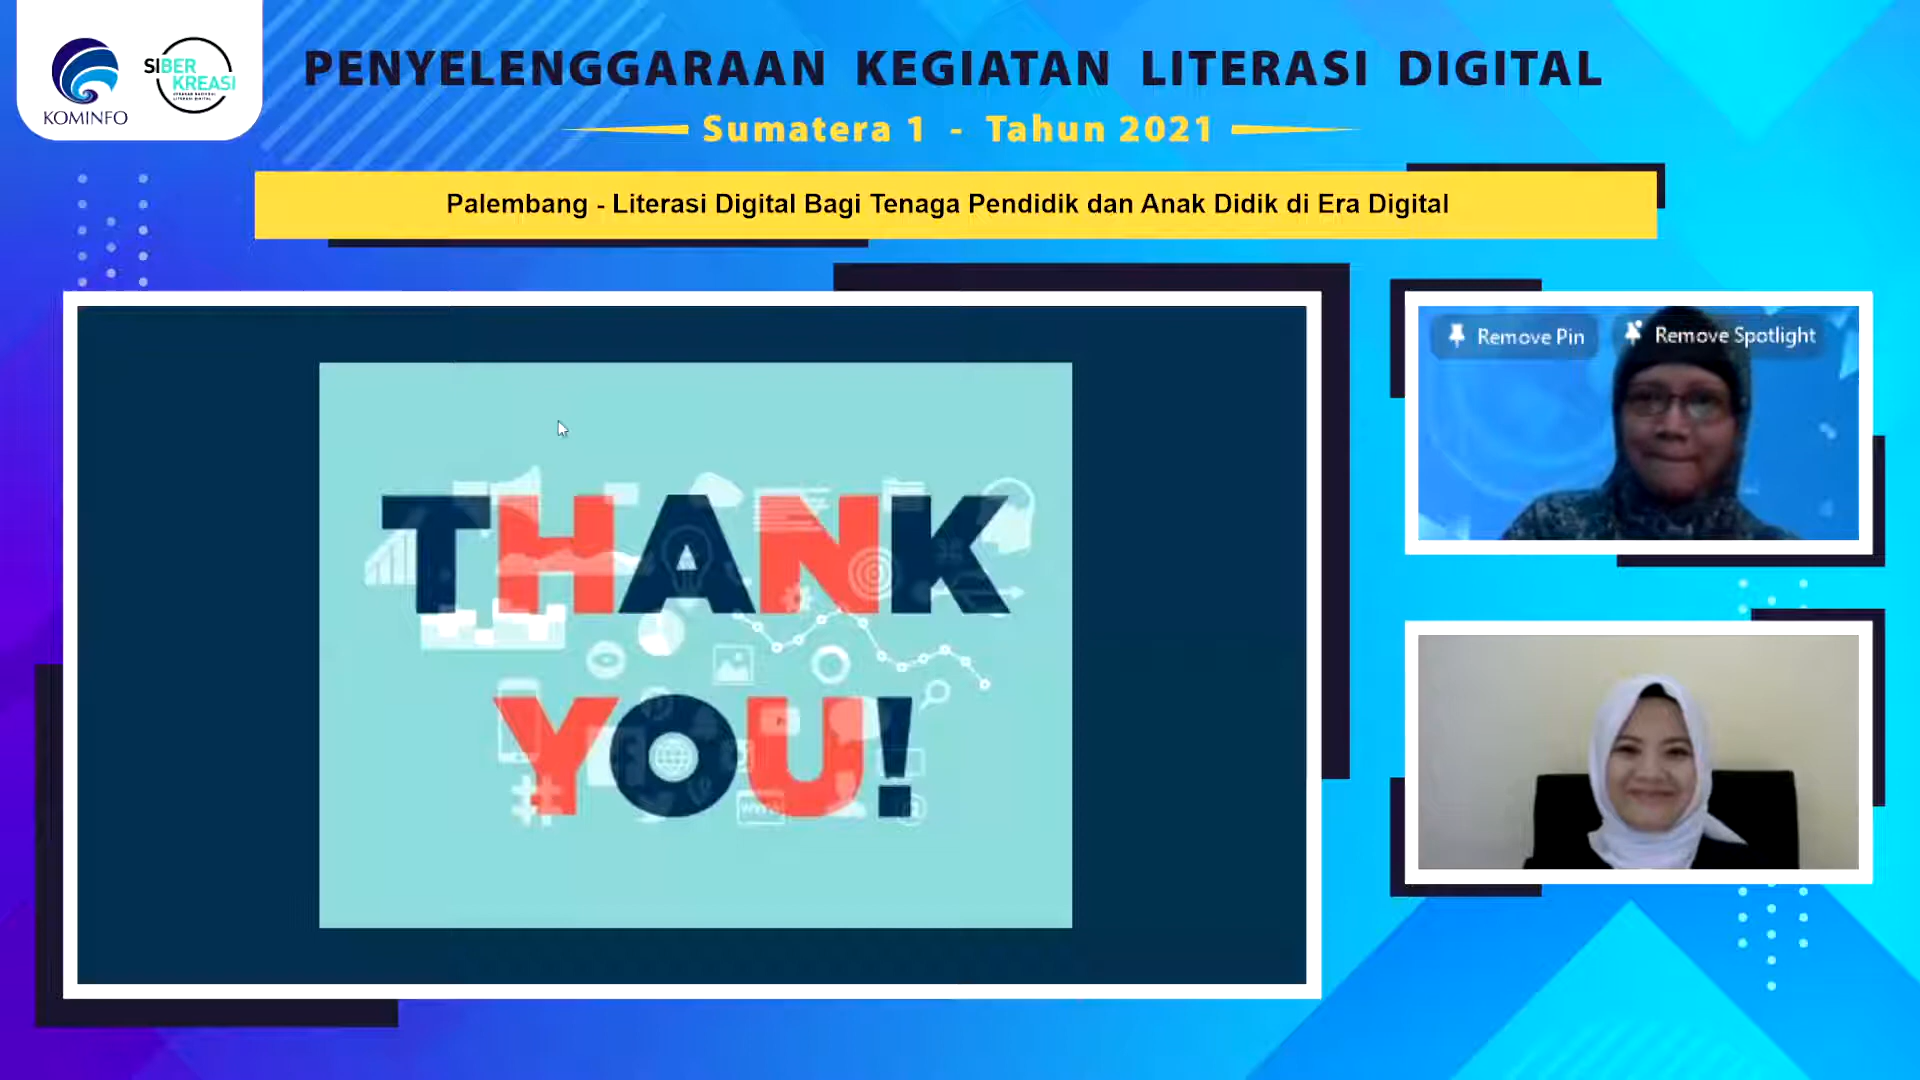 KOMINFO
SIBER
KREASI
PENYELENGGARAAN KEGIATAN LITERASI DIGITAL
Sumatera 1 - Tahun 2021
Palembang - Literasi Digital Bagi Tenaga Pendidik dan Anak Didik di Era Digital
Remove Pin
Remove Spotlight
THANK
YOU!